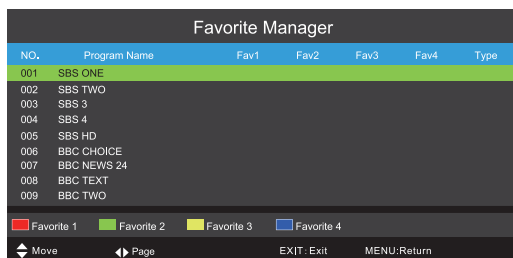 Favorite Manager
NO. Program Name Fav1 Fav2 Fav3 Fav4 Type
001 SBS ONE
002 SBS TWO
003 SBS 3
004 SBS 4
005 SBS HD
006 BBC CHOICE
007 BBC NEWS 24
008 BBC TEXT
009 BBC TWO
Favorite 1 Favorite 2 Favorite 3 Favorite 4
Move Page EXIT:Exit MENU:Return